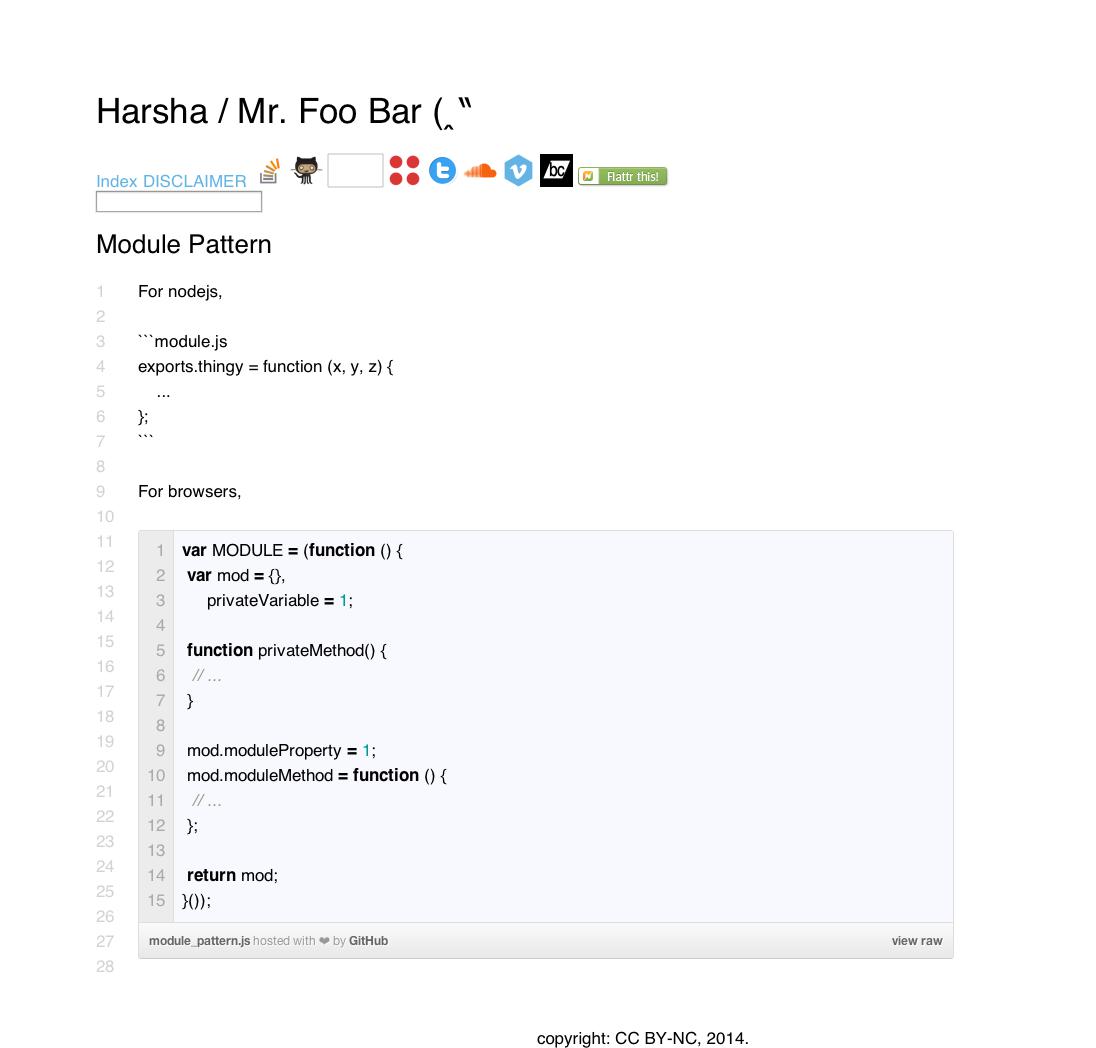 Harsha / Mr. Foo Bar (‸‶
Index DISCLAIMER bc Flattr this!
Module Pattern
1 For nodejs,
2
3 ```module.js
4 exports.thingy = function (x, y, z) {
5 ...
6 };
7 ```
8
9 For browsers,
10
11
12
13
14
15
16
17
18
19
20
21
22
23
24
25
26
27
28
1 var MODULE = (function () {
2 var mod = {},
3 privateVariable = 1;
4
5 function privateMethod() {
6 // ...
7 }
8
9 mod.moduleProperty = 1;
10 mod.moduleMethod = function () {
11 // ...
12 };
13
14 return mod;
15 }());
module_pattern.js hosted with ❤ by GitHub view raw
copyright: CC BY-NC, 2014.